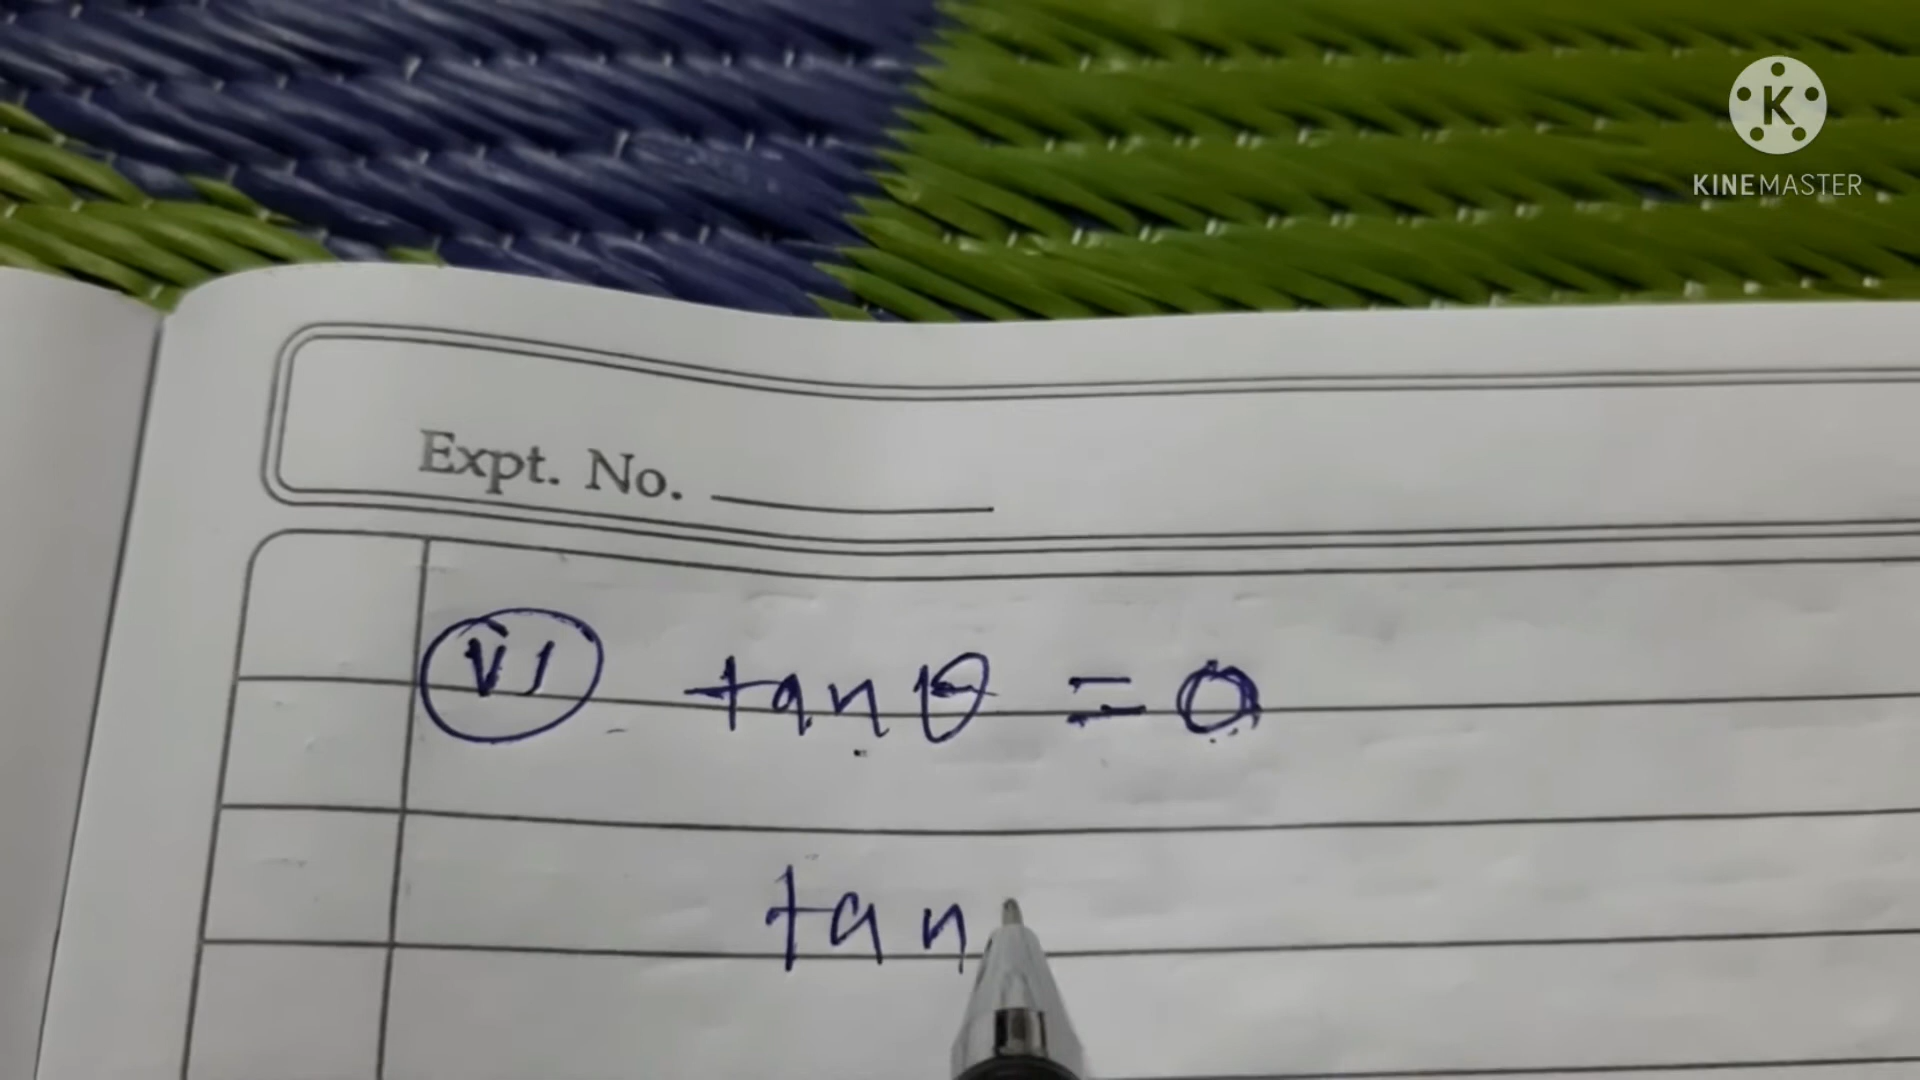 K
KINEMASTER
Expt. No.
VI tan θ = 0
tan